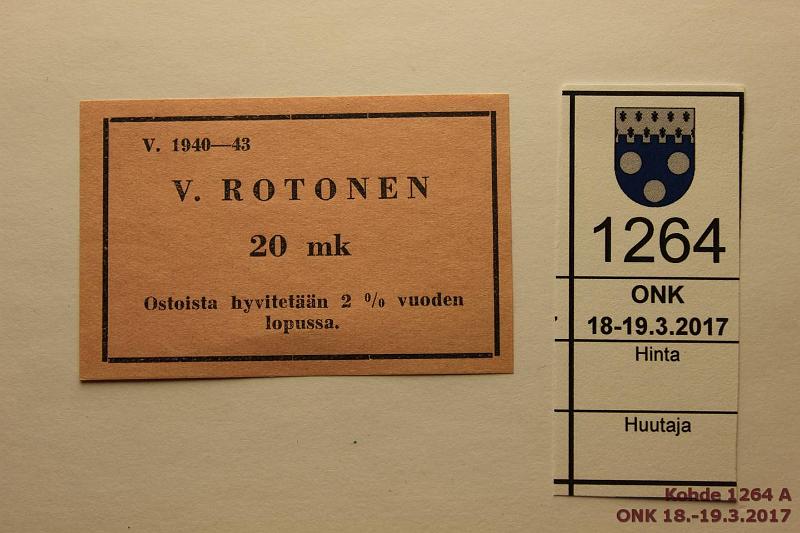 V. 1940—43
V. ROTONEN
20 mk
Ostoista hyvitetään 2 % vuoden
lopussa.
1264
ONK
18-19.3.2017
Hinta
Huutaja
Kohde 1264 A
ONK 18.-19.3.2017